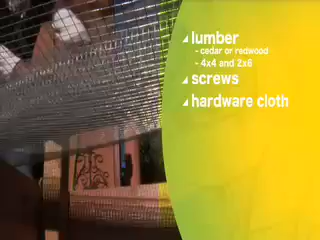 lumber
- cedar or redwood
- 4x4 and 2x6
screws
hardware cloth